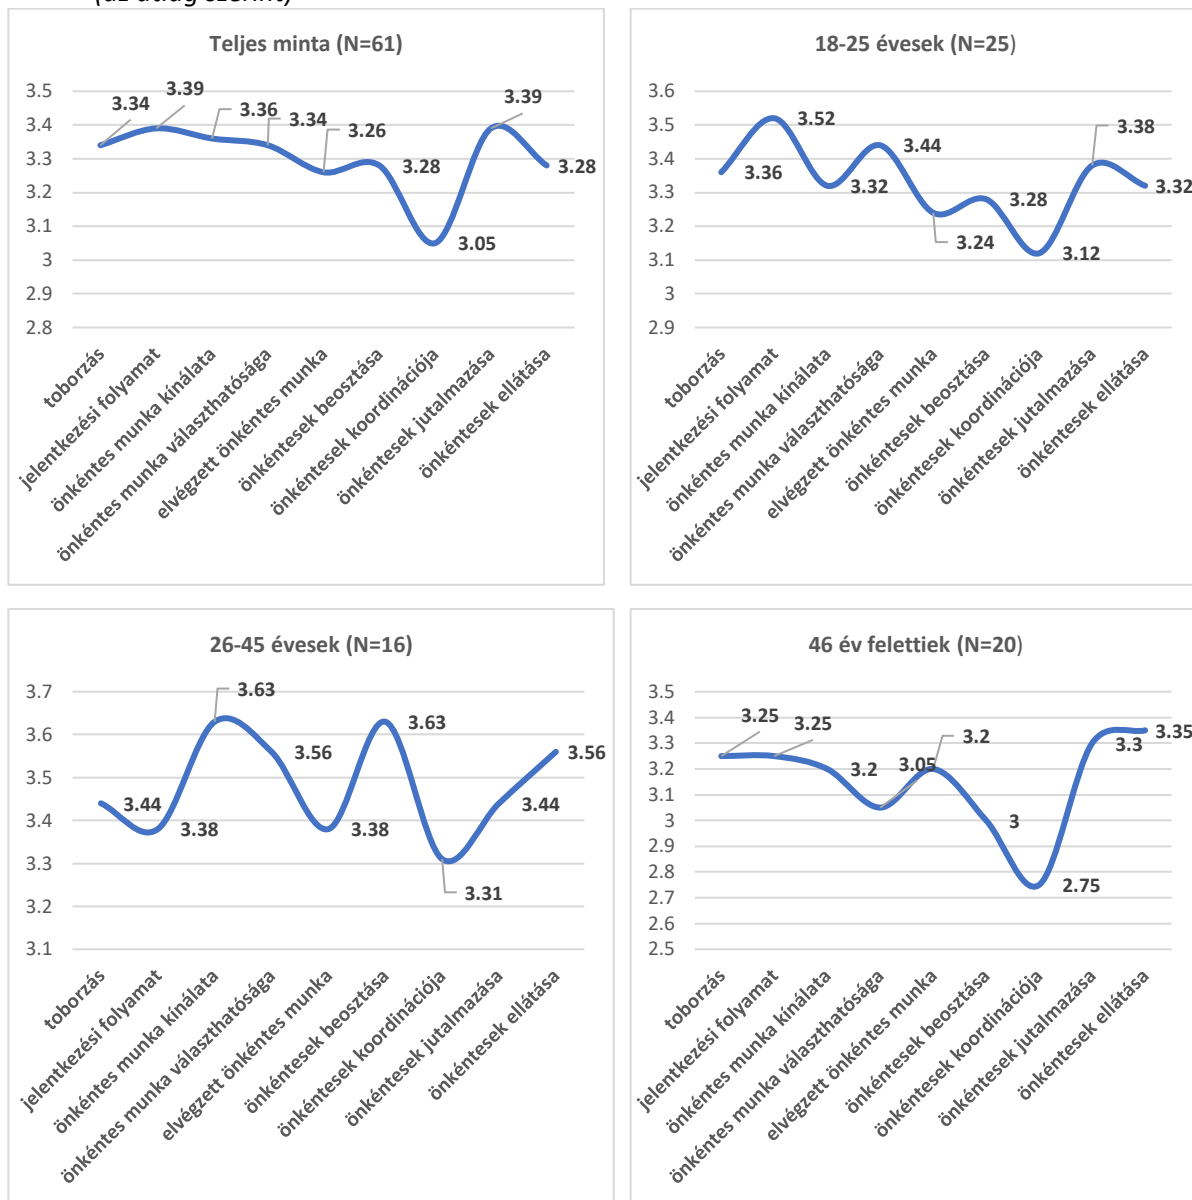 (az átlag szerint)
Teljes minta (N=61)
3.5
3.4
3.3
3.2
3.1
3
2.9
2.8
3.34
3.39
3.36
3.34
3.26
3.28
3.05
3.39
3.28
toborzás
jelentkezési folyamat
önkéntes munka kínálata
önkéntes munka választhatósága
elvégzett önkéntes munka
önkéntesek beosztása
önkéntesek koordinációja
önkéntesek jutalmazása
önkéntesek ellátása
18-25 évesek (N=25)
3.6
3.5
3.4
3.3
3.2
3.1
3
2.9
3.36
3.52
3.32
3.44
3.24
3.28
3.12
3.38
3.32
toborzás
jelentkezési folyamat
önkéntes munka kínálata
önkéntes munka választhatósága
elvégzett önkéntes munka
önkéntesek beosztása
önkéntesek koordinációja
önkéntesek jutalmazása
önkéntesek ellátása
26-45 évesek (N=16)
3.7
3.6
3.5
3.4
3.3
3.2
3.1
3.44
3.38
3.63
3.56
3.38
3.63
3.31
3.44
3.56
toborzás
jelentkezési folyamat
önkéntes munka kínálata
önkéntes munka választhatósága
elvégzett önkéntes munka
önkéntesek beosztása
önkéntesek koordinációja
önkéntesek jutalmazása
önkéntesek ellátása
46 év felettiek (N=20)
3.5
3.4
3.3
3.2
3.1
3
2.9
2.8
2.7
2.6
2.5
3.25
3.25
3.2
3.05
3.2
3
2.75
3.3
3.35
toborzás
jelentkezési folyamat
önkéntes munka kínálata
önkéntes munka választhatósága
elvégzett önkéntes munka
önkéntesek beosztása
önkéntesek koordinációja
önkéntesek jutalmazása
önkéntesek ellátása